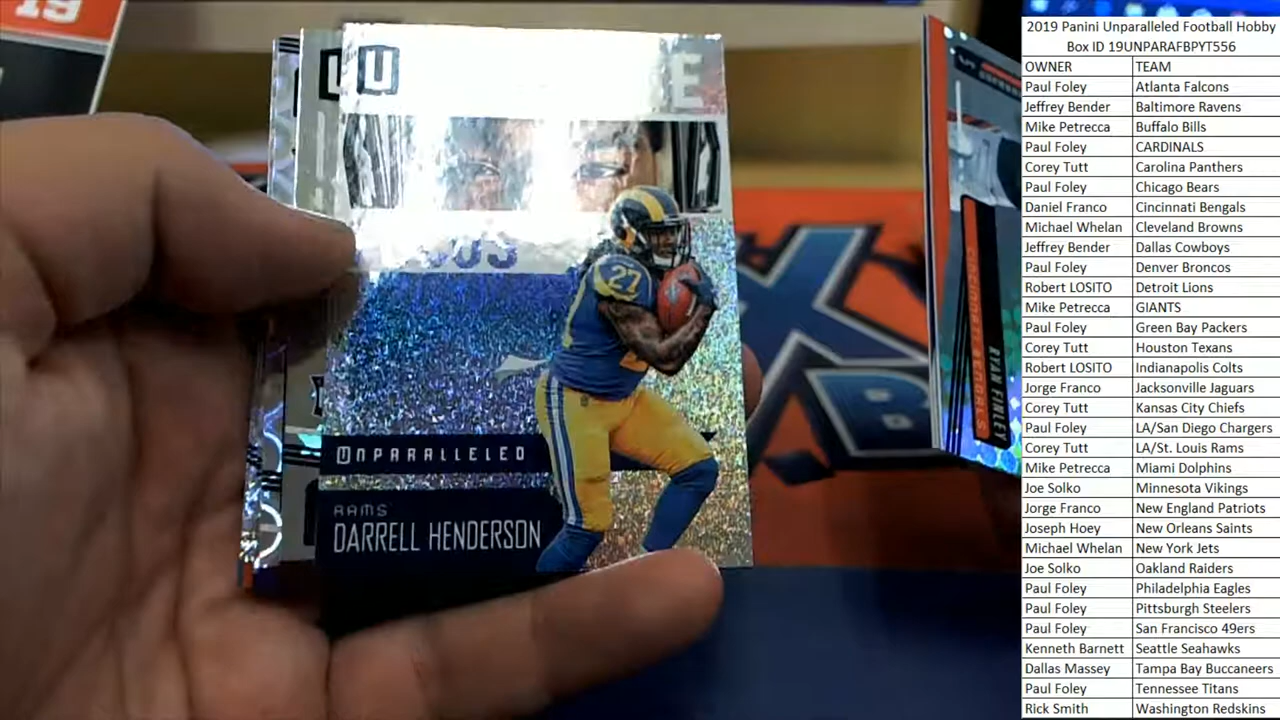 19
U
U
E
27
UNPARALLELED
RAMS
DARRELL HENDERSON
RYAN FINLEY
CINCINNATI BENGALS
X
B
2019 Panini Unparalleled Football Hobby
Box ID 19UNPARAFBPYT556
OWNER TEAM
Paul Foley Atlanta Falcons
Jeffrey Bender Baltimore Ravens
Mike Petrecca Buffalo Bills
Paul Foley CARDINALS
Corey Tutt Carolina Panthers
Paul Foley Chicago Bears
Daniel Franco Cincinnati Bengals
Michael Whelan Cleveland Browns
Jeffrey Bender Dallas Cowboys
Paul Foley Denver Broncos
Robert LOSITO Detroit Lions
Mike Petrecca GIANTS
Paul Foley Green Bay Packers
Corey Tutt Houston Texans
Robert LOSITO Indianapolis Colts
Jorge Franco Jacksonville Jaguars
Corey Tutt Kansas City Chiefs
Paul Foley LA/San Diego Chargers
Corey Tutt LA/St. Louis Rams
Mike Petrecca Miami Dolphins
Joe Solko Minnesota Vikings
Jorge Franco New England Patriots
Joseph Hoey New Orleans Saints
Michael Whelan New York Jets
Joe Solko Oakland Raiders
Paul Foley Philadelphia Eagles
Paul Foley Pittsburgh Steelers
Paul Foley San Francisco 49ers
Kenneth Barnett Seattle Seahawks
Dallas Massey Tampa Bay Buccaneers
Paul Foley Tennessee Titans
Rick Smith Washington Redskins